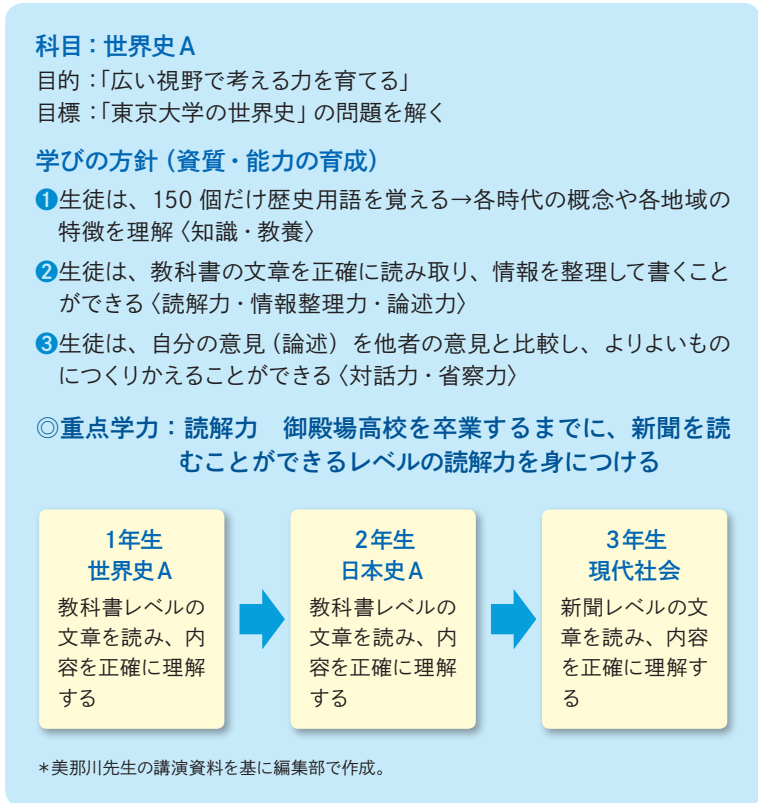 科目：世界史A
目的：「広い視野で考える力を育てる」
目標：「東京大学の世界史」の問題を解く
学びの方針（資質・能力の育成）
❶生徒は、150個だけ歴史用語を覚える→各時代の概念や各地域の
特徴を理解〈知識・教養〉
❷生徒は、教科書の文章を正確に読み取り、情報を整理して書くこと
ができる〈読解力・情報整理力・論述力〉
❸生徒は、自分の意見（論述）を他者の意見と比較し、よりよいもの
につくりかえることができる〈対話力・省察力〉
◎重点学力：読解力　御殿場高校を卒業するまでに、新聞を読
むことができるレベルの読解力を身につける
1年生
世界史A
教科書レベルの
文章を読み、内
容を正確に理解
する
2年生
日本史A
教科書レベルの
文章を読み、内
容を正確に理解
する
3年生
現代社会
新聞レベルの文
章を読み、内容
を正確に理解す
る
＊美那川先生の講演資料を基に編集部で作成。